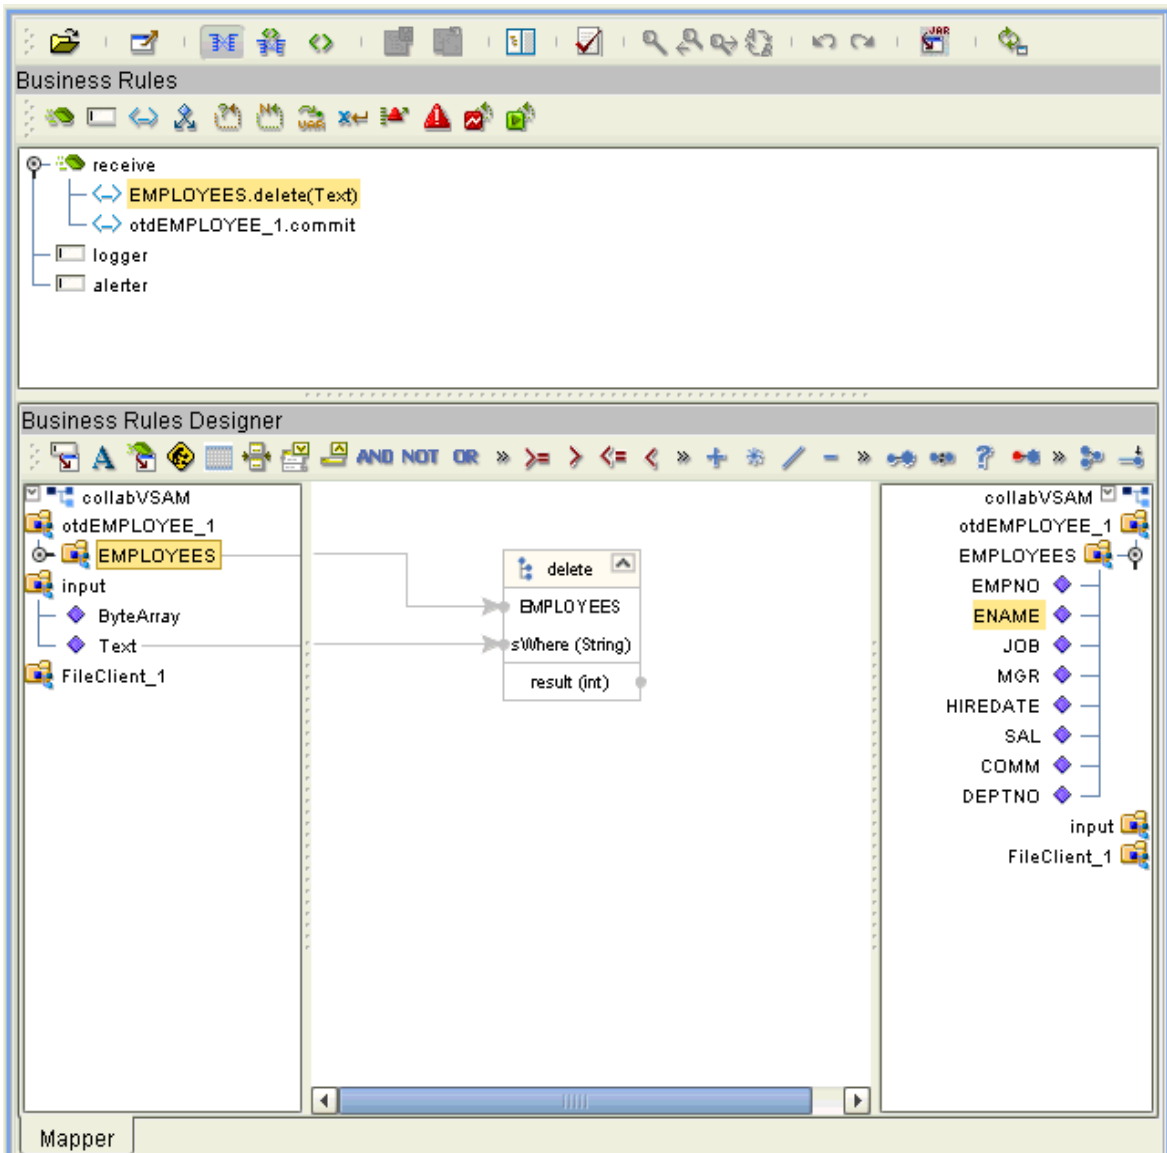 JAR
Business Rules
VAR
receive
EMPLOYEES.delete(Text)
otdEMPLOYEE_1.commit
logger
alerter
Business Rules Designer
A AND NOT OR » >= > <= < » + / - » ? »
collabVSAM
otdEMPLOYEE_1
EMPLOYEES
input
ByteArray
Text
FileClient_1
delete
EMPLOYEES
sWhere (String)
result (int)
collabVSAM
otdEMPLOYEE_1
EMPLOYEES
EMPNO
ENAME
JOB
MGR
HIREDATE
SAL
COMM
DEPTNO
input
FileClient_1
Mapper